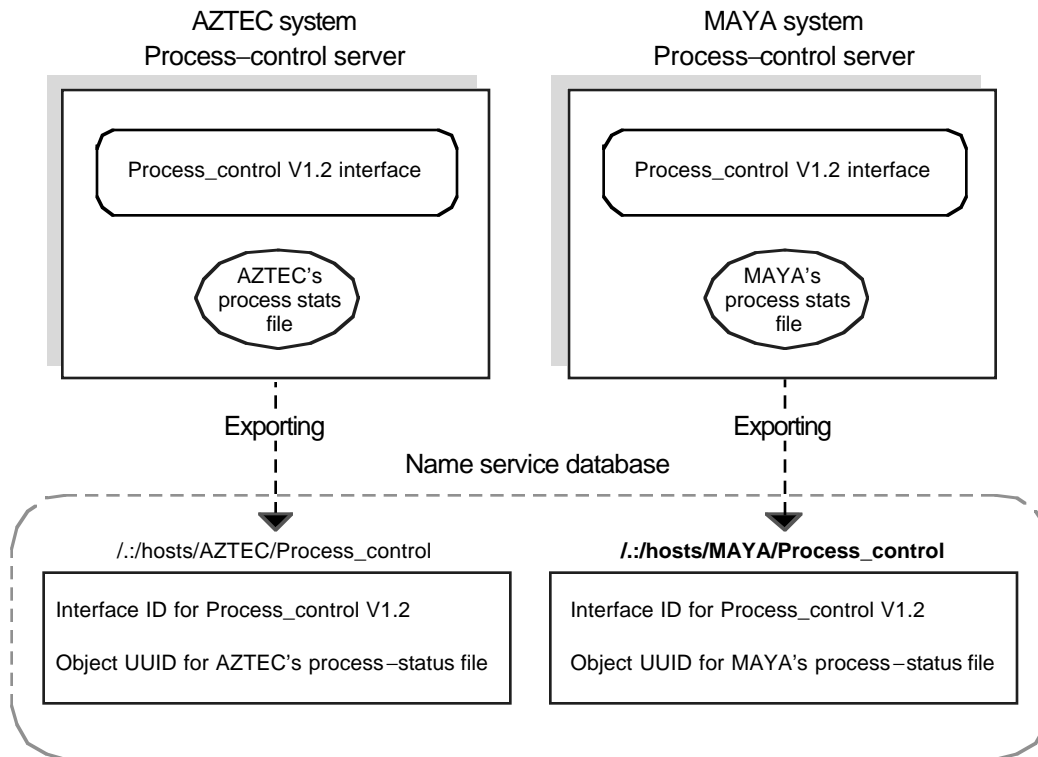 AZTEC system
Process–control server
MAYA system
Process–control server
Process_control V1.2 interface
Process_control V1.2 interface
AZTEC's
process stats
file
MAYA's
process stats
file
Exporting
Exporting
Name service database
/.:/hosts/AZTEC/Process_control
/.:/hosts/MAYA/Process_control
Interface ID for Process_control V1.2
Object UUID for AZTEC's process–status file
Interface ID for Process_control V1.2
Object UUID for MAYA's process–status file